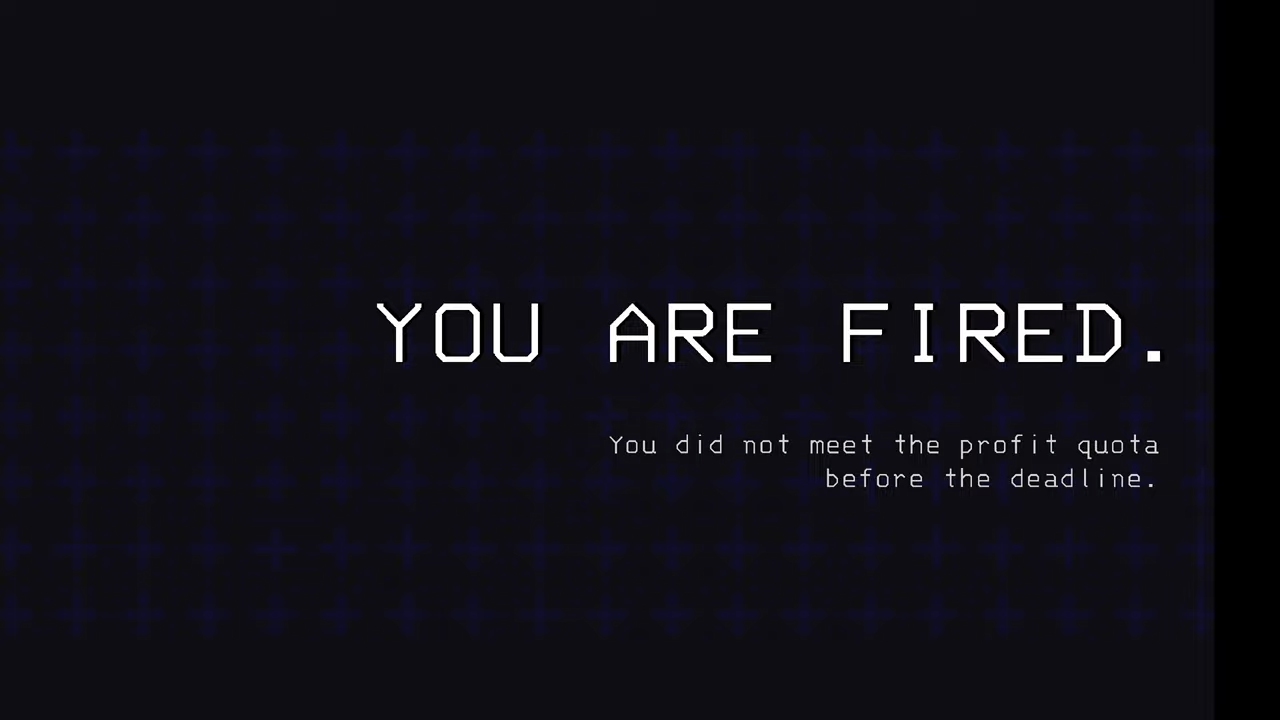 YOU ARE FIRED.
You did not meet the profit quota
before the deadline.